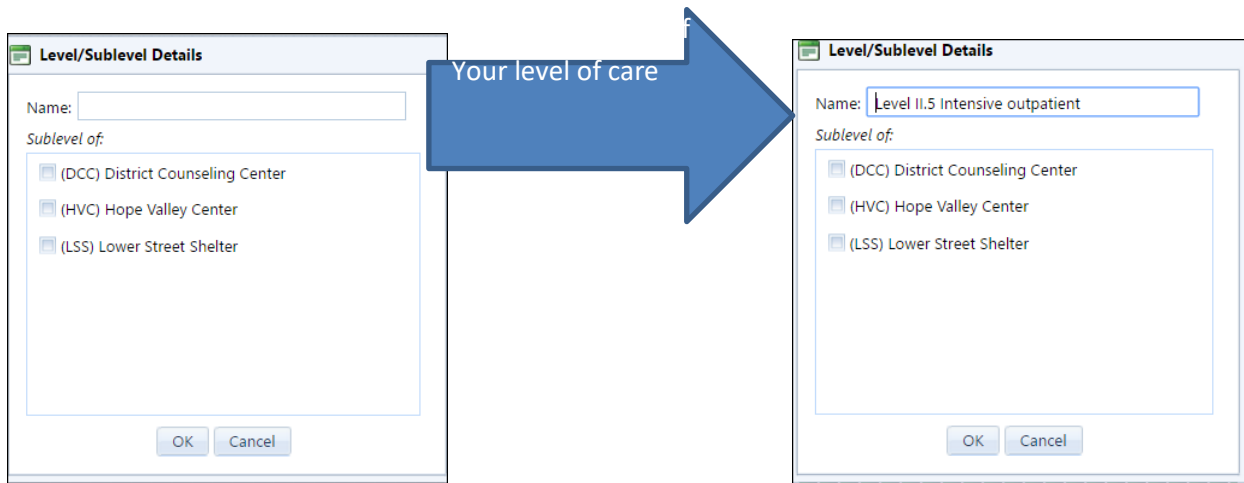 Level/Sublevel Details
Name:
Sublevel of:
(DCC) District Counseling Center
(HVC) Hope Valley Center
(LSS) Lower Street Shelter
OK Cancel
Your level of care
Level/Sublevel Details
Name: Level II.5 Intensive outpatient
Sublevel of:
(DCC) District Counseling Center
(HVC) Hope Valley Center
(LSS) Lower Street Shelter
OK Cancel